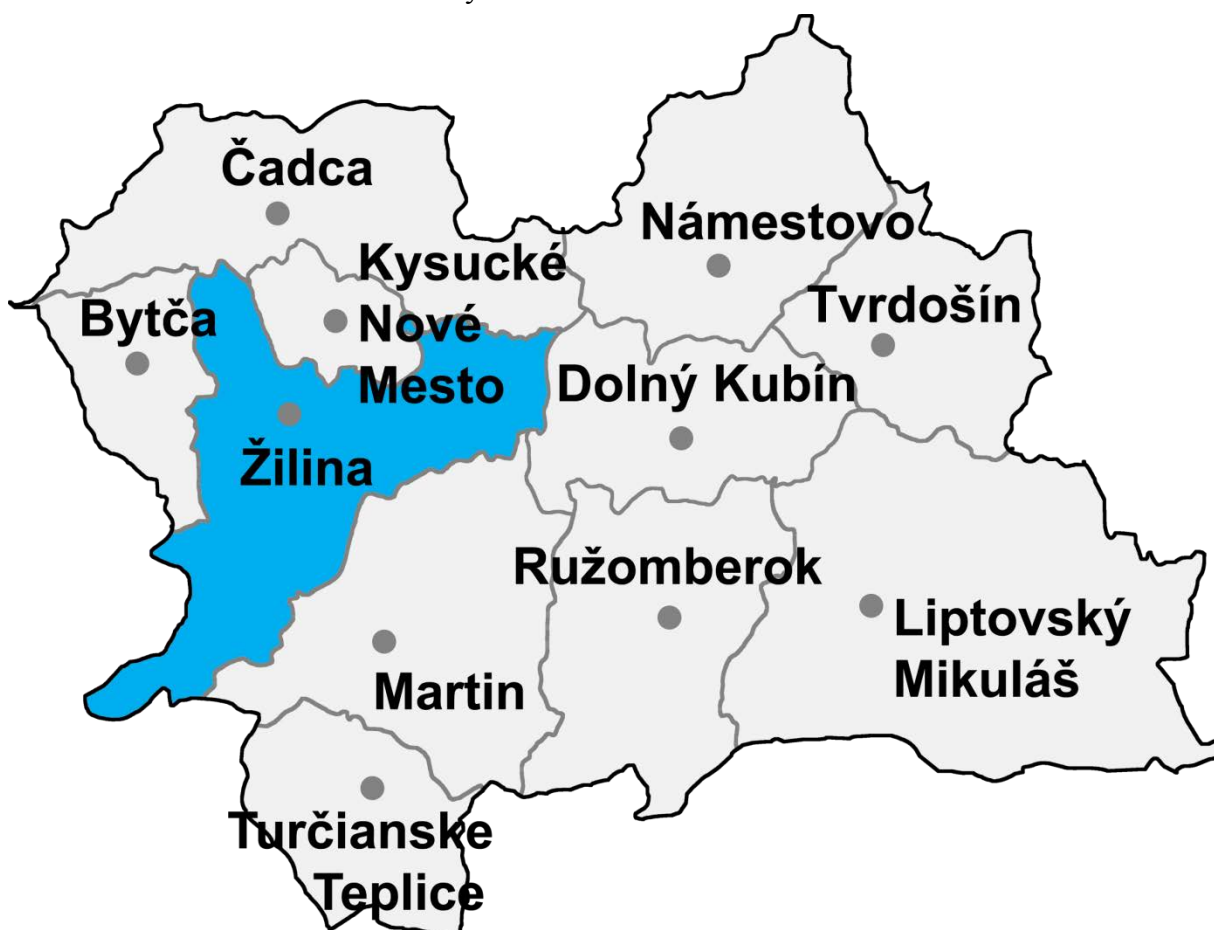 Čadca
Námestovo
Kysucké
Nové
Mesto
Bytča
Tvrdošín
Dolný Kubín
Žilina
Ružomberok
Liptovský
Mikuláš
Martin
Turčianske
Teplice